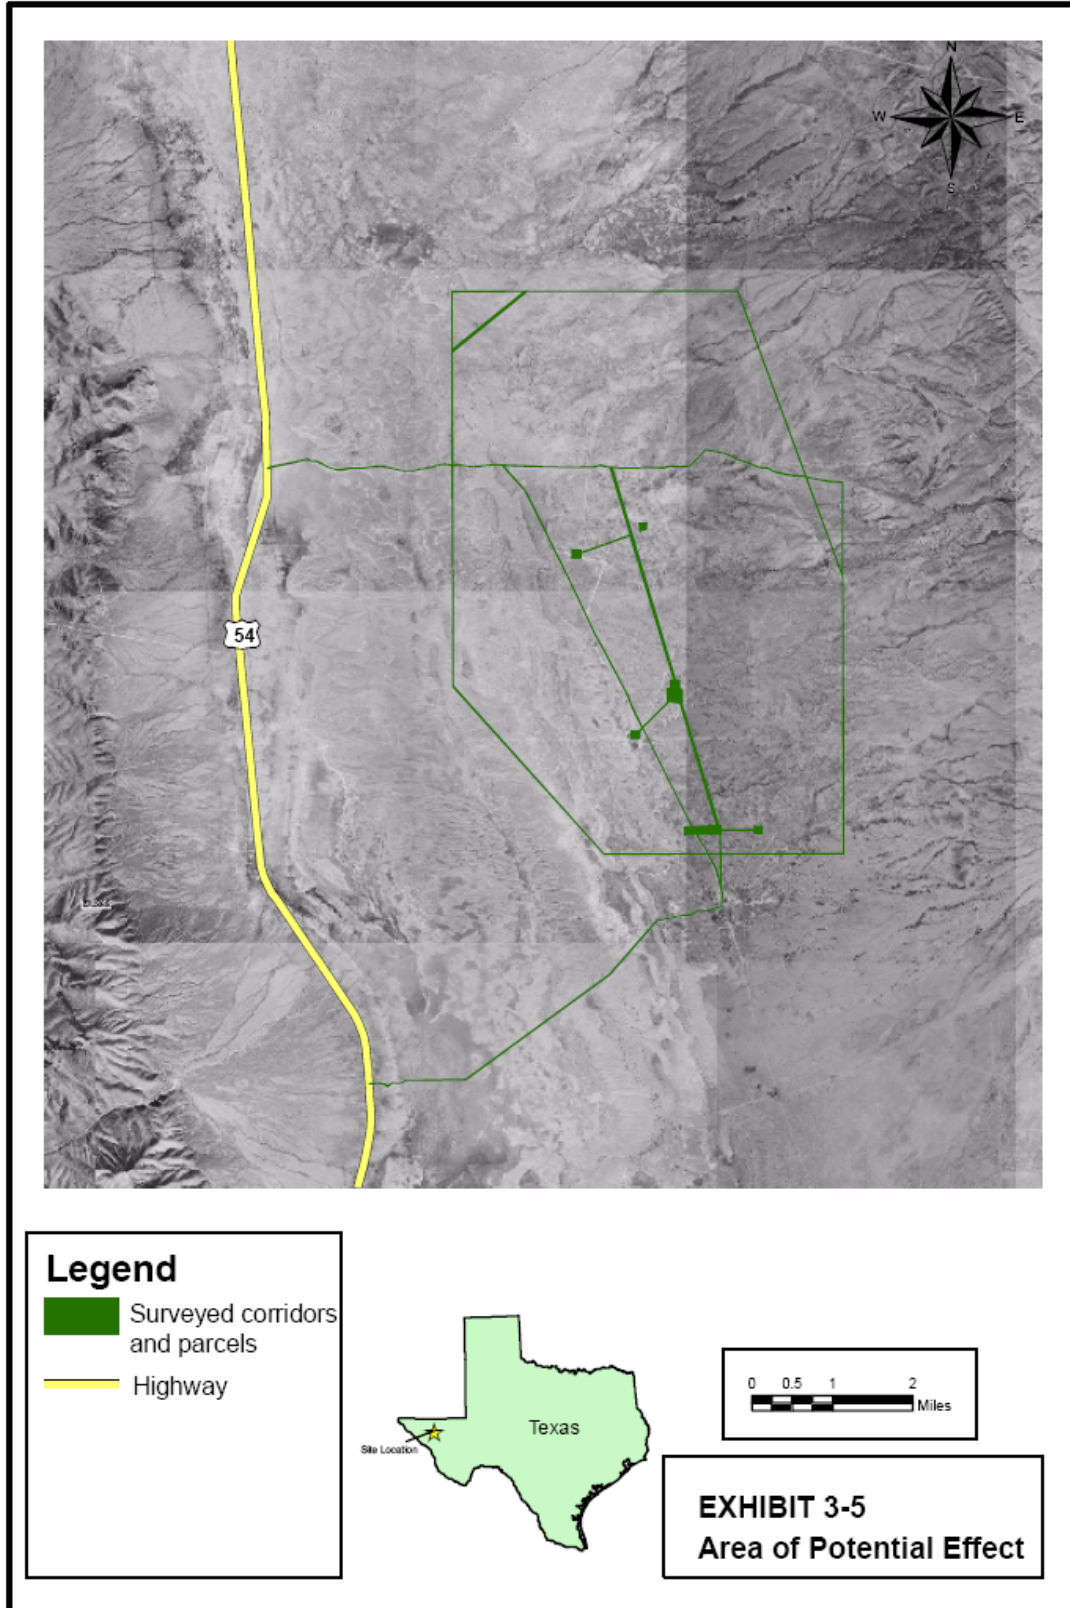 N
W
E
S
54
Legend
Surveyed corridors
and parcels
Highway
Texas
Site Location
0 0.5 1 2
Miles
EXHIBIT 3-5
Area of Potential Effect